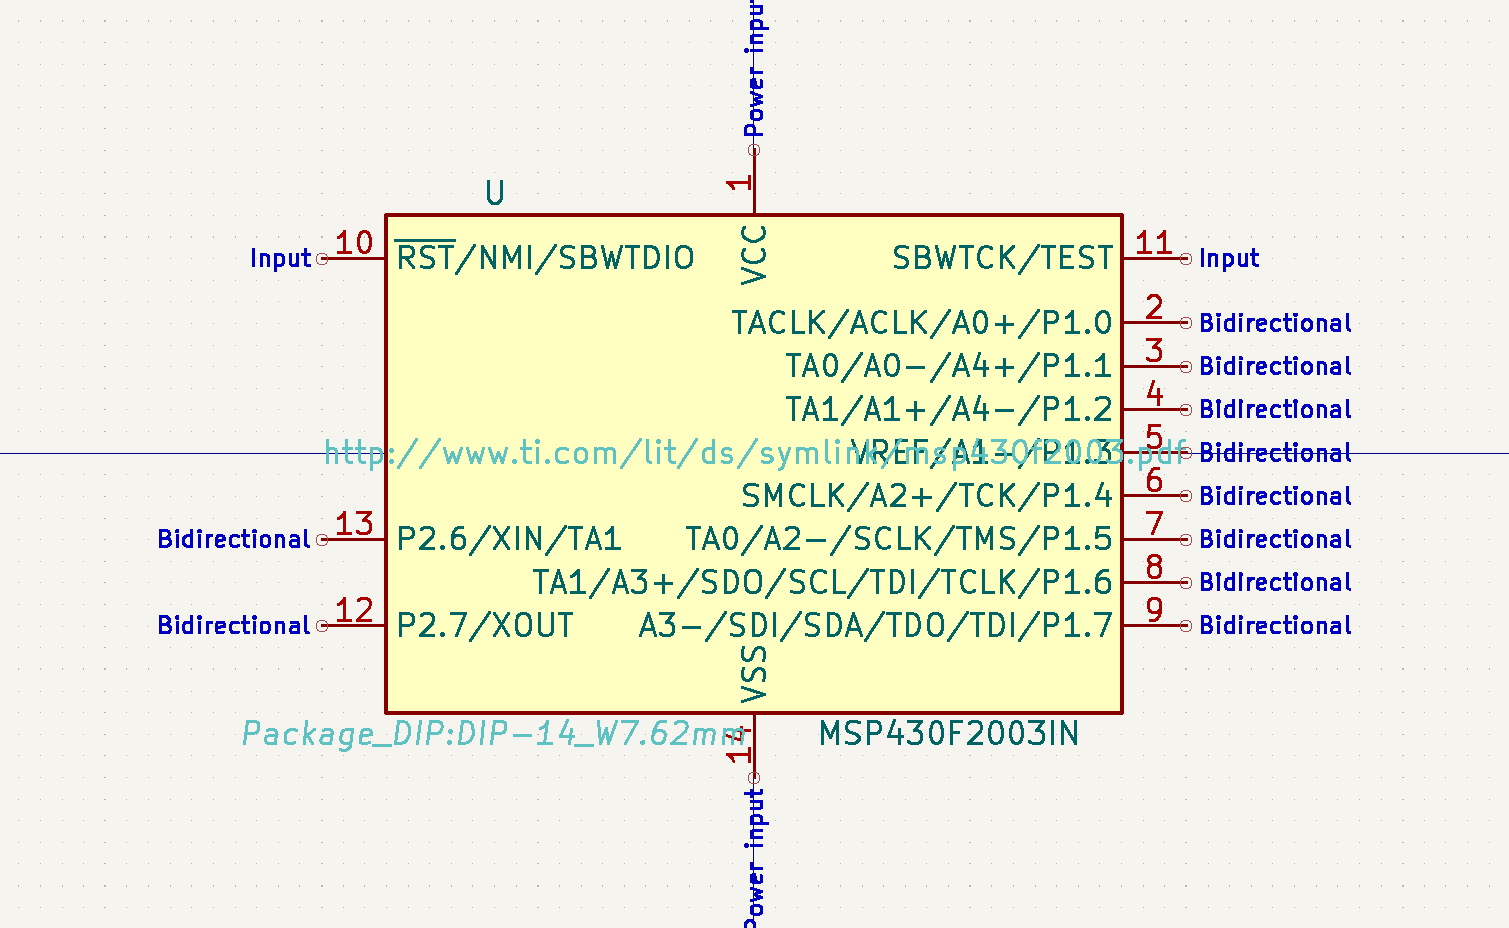 Power input
1
U
VCC
Input 10 RST/NMI/SBWTDIO SBWTCK/TEST 11 Input
TACLK/ACLK/A0+/P1.0 2 Bidirectional
TA0/A0-/A4+/P1.1 3 Bidirectional
TA1/A1+/A4-/P1.2 4 Bidirectional
http://www.ti.com/lit/ds/symlink/msp430f2003.pdf
VREF/A1-/P1.3 5 Bidirectional
SMCLK/A2+/TCK/P1.4 6 Bidirectional
Bidirectional 13 P2.6/XIN/TA1 TA0/A2-/SCLK/TMS/P1.5 7 Bidirectional
TA1/A3+/SDO/SCL/TDI/TCLK/P1.6 8 Bidirectional
Bidirectional 12 P2.7/XOUT A3-/SDI/SDA/TDO/TDI/P1.7 9 Bidirectional
VSS
Package_DIP:DIP-14_W7.62mm
14
MSP430F2003IN
Power input